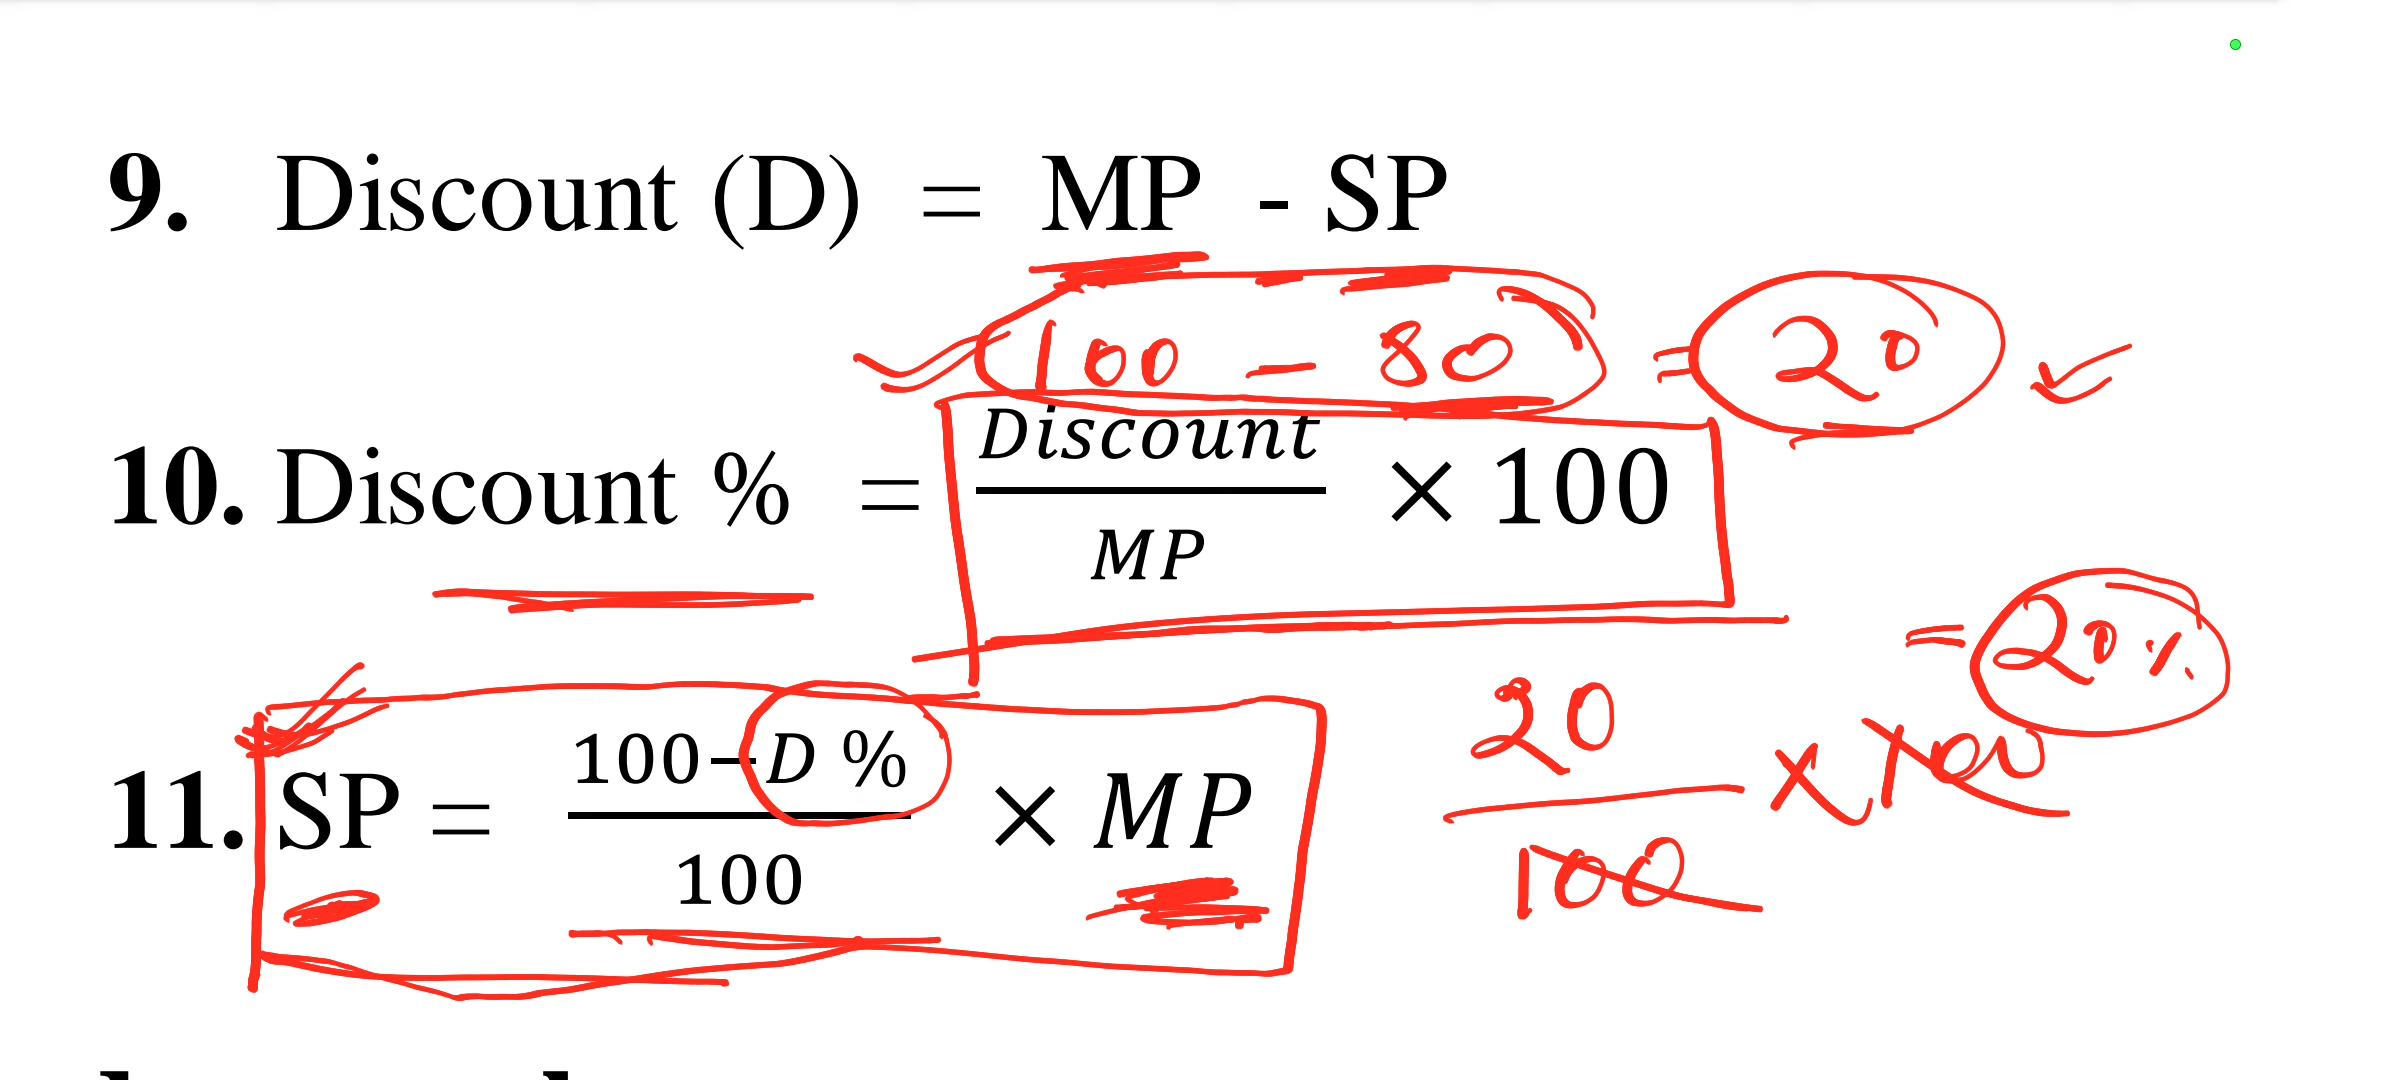 9. Discount (D) = MP - SP
100 - 80 = 20
10. Discount % = Discount/MP × 100
= 20%
11. SP = 100-D %/100 × MP
20/100 × 100